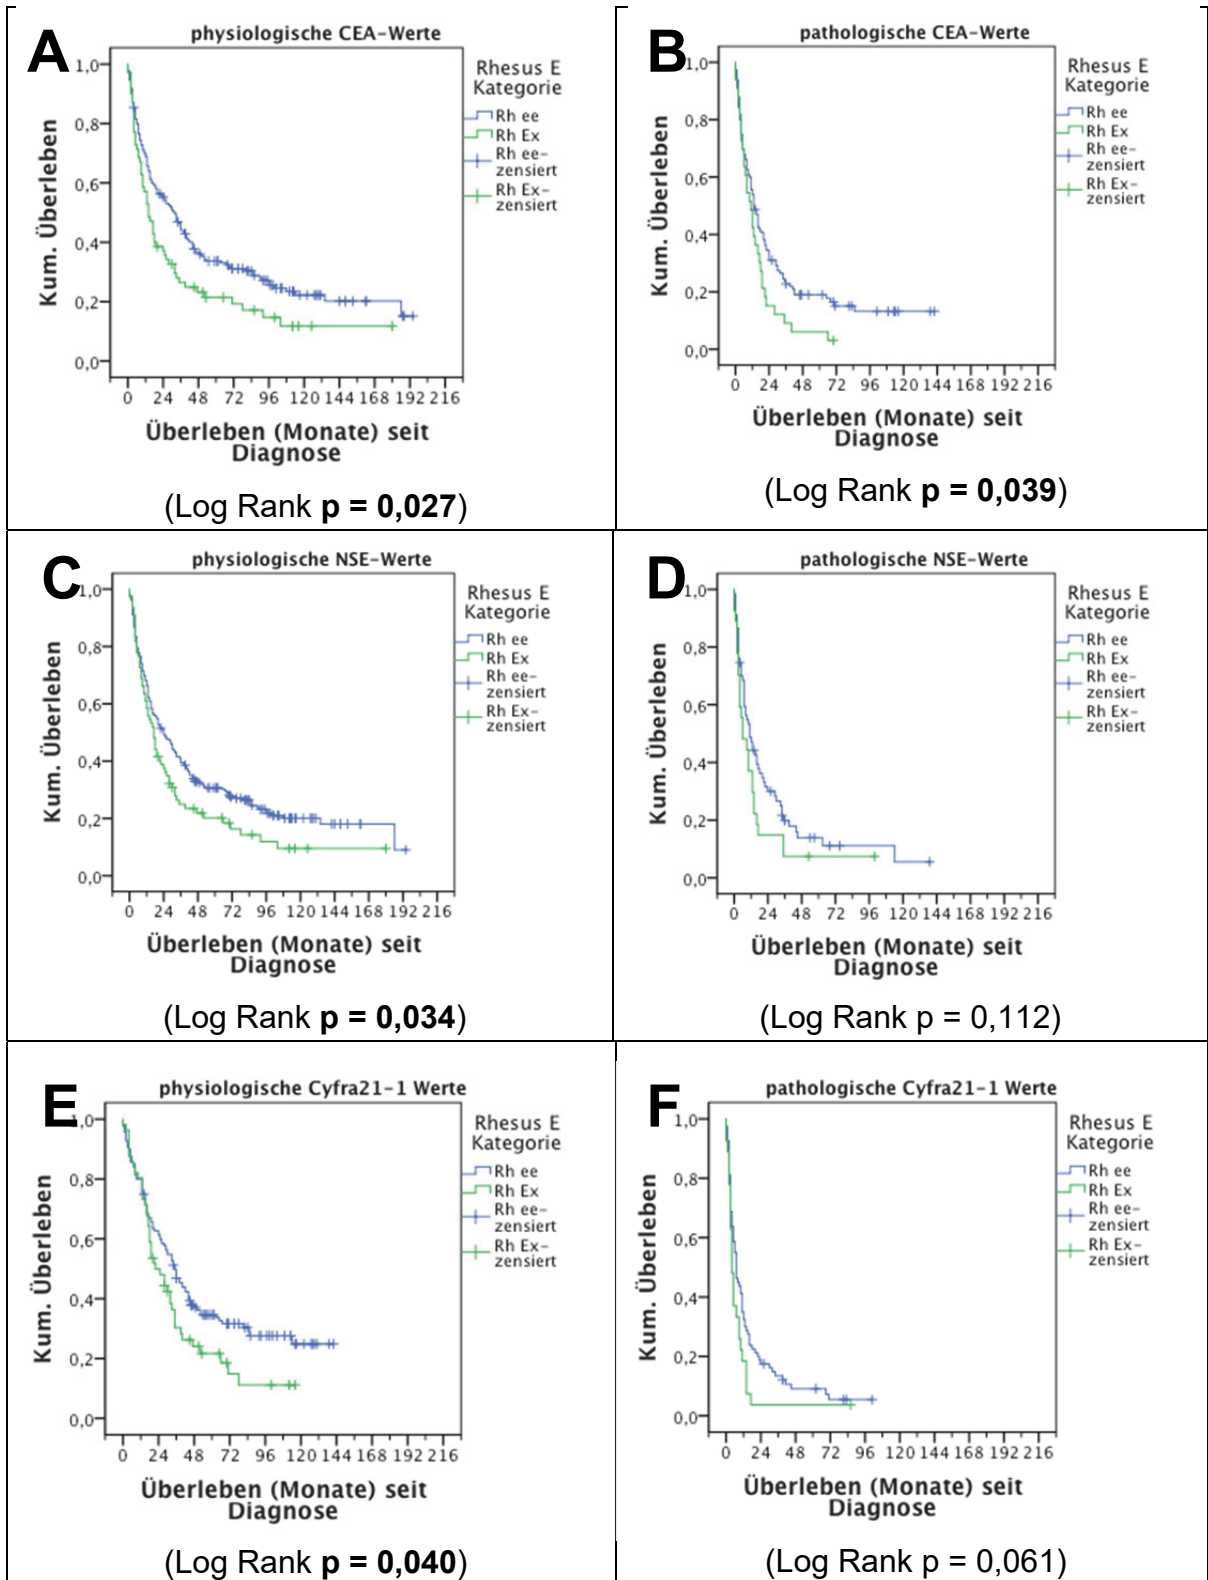 A
physiologische CEA-Werte
Rhesus E
Kategorie
Rh ee
Rh Ex
Rh ee-
zensiert
Rh Ex-
zensiert
Kum. Überleben
1,0
0,8
0,6
0,4
0,2
0,0
0 24 48 72 96 120 144 168 192 216
Überleben (Monate) seit
Diagnose
(Log Rank p = 0,027)
B
pathologische CEA-Werte
Rhesus E
Kategorie
Rh ee
Rh Ex
Rh ee-
zensiert
Rh Ex-
zensiert
Kum. Überleben
1,0
0,8
0,6
0,4
0,2
0,0
0 24 48 72 96 120 144 168 192 216
Überleben (Monate) seit
Diagnose
(Log Rank p = 0,039)
C
physiologische NSE-Werte
Rhesus E
Kategorie
Rh ee
Rh Ex
Rh ee-
zensiert
Rh Ex-
zensiert
Kum. Überleben
1,0
0,8
0,6
0,4
0,2
0,0
0 24 48 72 96 120 144 168 192 216
Überleben (Monate) seit
Diagnose
(Log Rank p = 0,034)
D
pathologische NSE-Werte
Rhesus E
Kategorie
Rh ee
Rh Ex
Rh ee-
zensiert
Rh Ex-
zensiert
Kum. Überleben
1,0
0,8
0,6
0,4
0,2
0,0
0 24 48 72 96 120 144 168 192 216
Überleben (Monate) seit
Diagnose
(Log Rank p = 0,112)
E
physiologische Cyfra21-1 Werte
Rhesus E
Kategorie
Rh ee
Rh Ex
Rh ee-
zensiert
Rh Ex-
zensiert
Kum. Überleben
1,0
0,8
0,6
0,4
0,2
0,0
0 24 48 72 96 120 144 168 192 216
Überleben (Monate) seit
Diagnose
(Log Rank p = 0,040)
F
pathologische Cyfra21-1 Werte
Rhesus E
Kategorie
Rh ee
Rh Ex
Rh ee-
zensiert
Rh Ex-
zensiert
Kum. Überleben
1,0
0,8
0,6
0,4
0,2
0,0
0 24 48 72 96 120 144 168 192 216
Überleben (Monate) seit
Diagnose
(Log Rank p = 0,061)